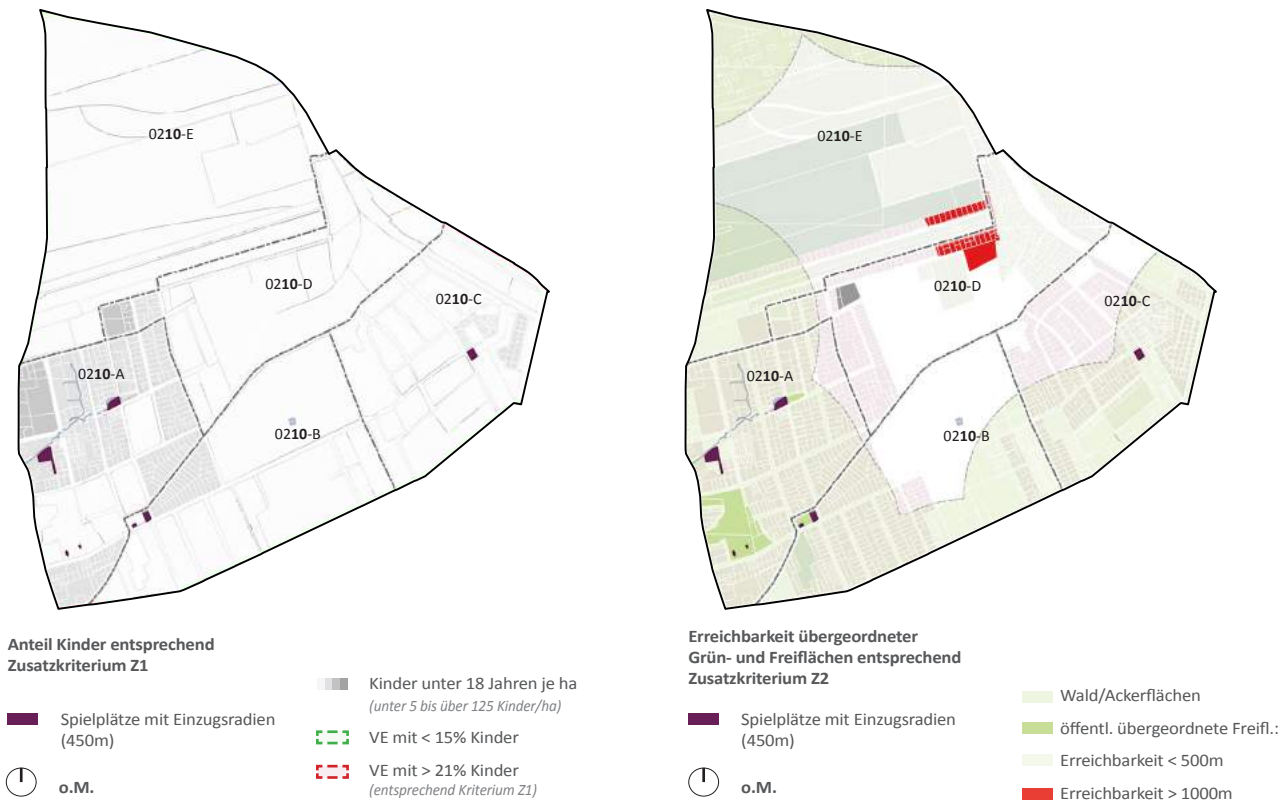 0210-E
0210-D
0210-C
0210-A
0210-B
Anteil Kinder entsprechend
Zusatzkriterium Z1
Spielplätze mit Einzugsradien
(450m)
o.M.
Kinder unter 18 Jahren je ha
(unter 5 bis über 125 Kinder/ha)
VE mit < 15% Kinder
VE mit > 21% Kinder
(entsprechend Kriterium Z1)
0210-E
0210-D
0210-C
0210-A
0210-B
Erreichbarkeit übergeordneter
Grün- und Freiflächen entsprechend
Zusatzkriterium Z2
Spielplätze mit Einzugsradien
(450m)
o.M.
Wald/Ackerflächen
öffentl. übergeordnete Freifl.:
Erreichbarkeit < 500m
Erreichbarkeit > 1000m